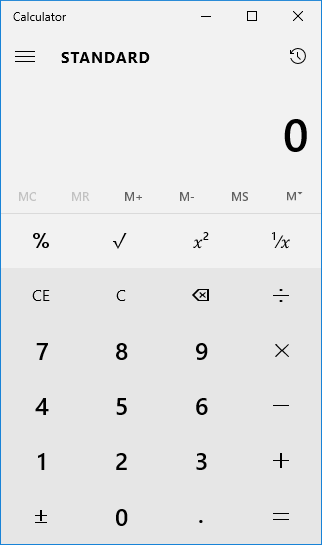 Calculator
STANDARD
0
MC MR M+ M- MS M˅
% √ x² ¹/x
CE C ⌫ ÷
7 8 9 ×
4 5 6 −
1 2 3 +
± 0 . =